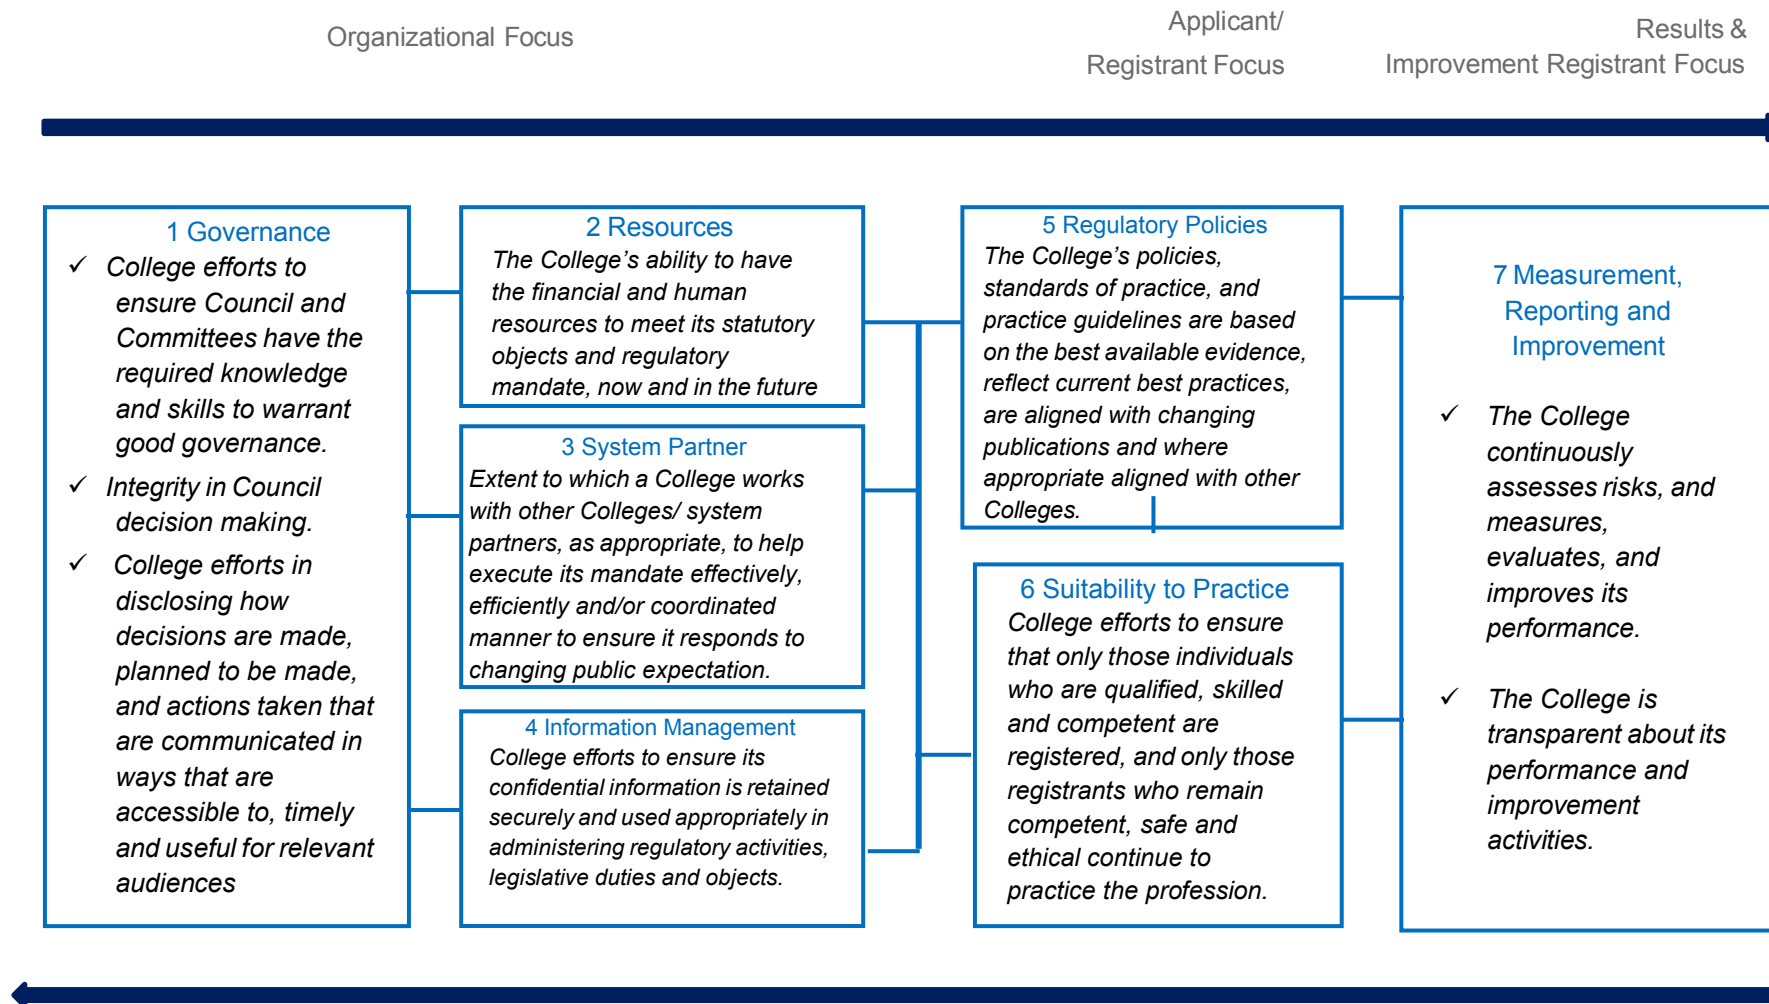 Organizational Focus
Applicant/
Registrant Focus
Results &
Improvement Registrant Focus
1 Governance
✓ College efforts to
ensure Council and
Committees have the
required knowledge
and skills to warrant
good governance.
✓ Integrity in Council
decision making.
✓ College efforts in
disclosing how
decisions are made,
planned to be made,
and actions taken that
are communicated in
ways that are
accessible to, timely
and useful for relevant
audiences
2 Resources
The College's ability to have
the financial and human
resources to meet its statutory
objects and regulatory
mandate, now and in the future
3 System Partner
Extent to which a College works
with other Colleges/ system
partners, as appropriate, to help
execute its mandate effectively,
efficiently and/or coordinated
manner to ensure it responds to
changing public expectation.
4 Information Management
College efforts to ensure its
confidential information is retained
securely and used appropriately in
administering regulatory activities,
legislative duties and objects.
5 Regulatory Policies
The College's policies,
standards of practice, and
practice guidelines are based
on the best available evidence,
reflect current best practices,
are aligned with changing
publications and where
appropriate aligned with other
Colleges.
6 Suitability to Practice
College efforts to ensure
that only those individuals
who are qualified, skilled
and competent are
registered, and only those
registrants who remain
competent, safe and
ethical continue to
practice the profession.
7 Measurement,
Reporting and
Improvement
✓ The College
continuously
assesses risks, and
measures,
evaluates, and
improves its
performance.
✓ The College is
transparent about its
performance and
improvement
activities.